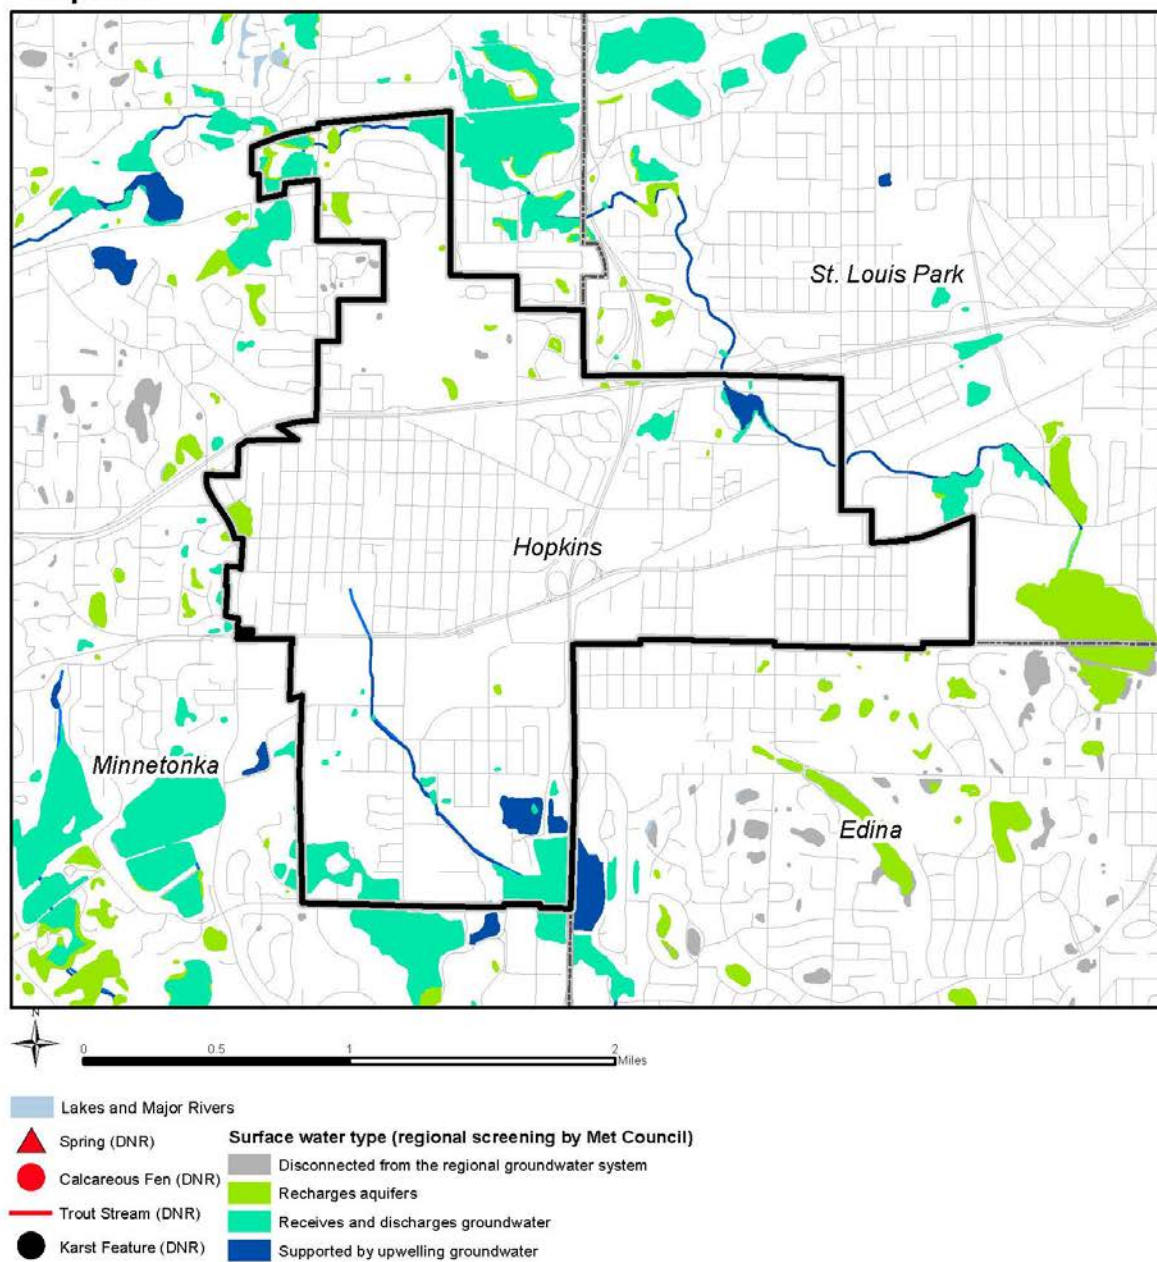 St. Louis Park
Hopkins
Minnetonka
Edina
N
0 0.5 1 2
Miles
Lakes and Major Rivers
Spring (DNR)
Surface water type (regional screening by Met Council)
Disconnected from the regional groundwater system
Calcareous Fen (DNR)
Recharges aquifers
Trout Stream (DNR)
Receives and discharges groundwater
Karst Feature (DNR)
Supported by upwelling groundwater